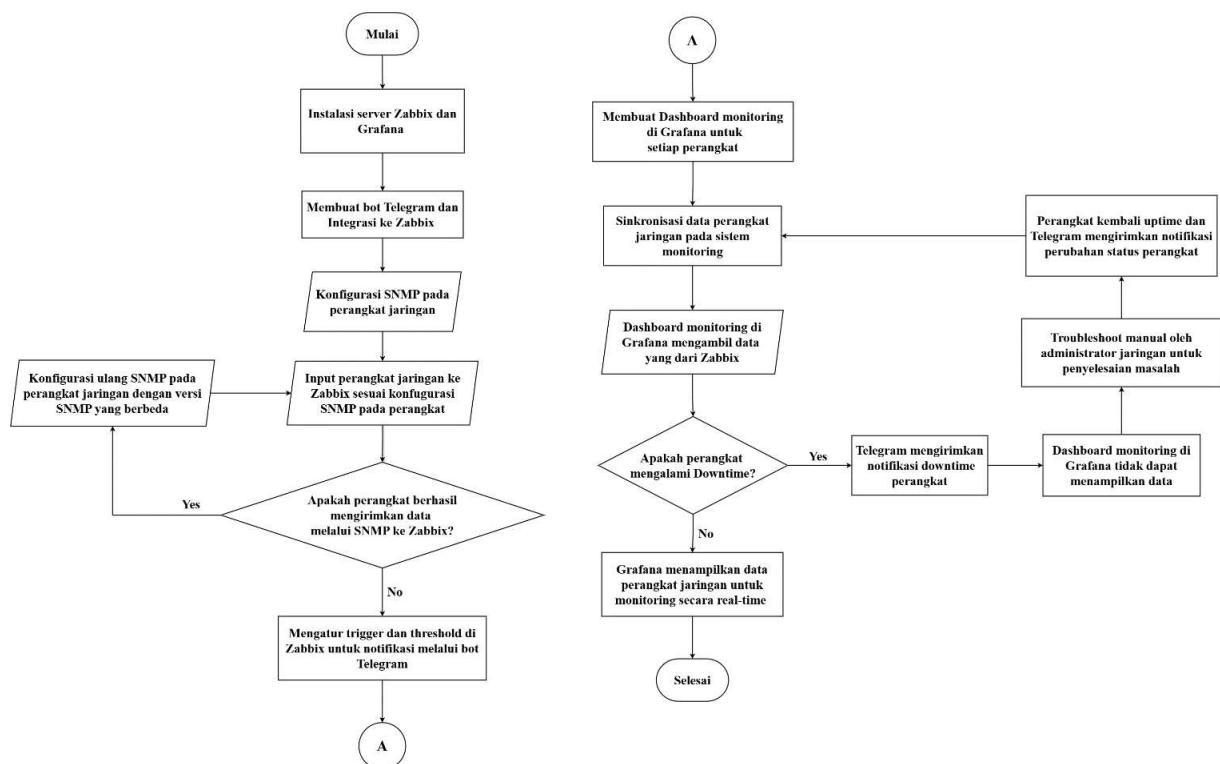 Mulai
Instalasi server Zabbix dan
Grafana
Membuat bot Telegram dan
Integrasi ke Zabbix
Konfigurasi SNMP pada
perangkat jaringan
Konfigurasi ulang SNMP pada
perangkat jaringan dengan versi
SNMP yang berbeda
Input perangkat jaringan ke
Zabbix sesuai konfugurasi
SNMP pada perangkat
Yes
Apakah perangkat berhasil
mengirimkan data
melalui SNMP ke Zabbix?
No
Mengatur trigger dan threshold di
Zabbix untuk notifikasi melalui bot
Telegram
A
A
Membuat Dashboard monitoring
di Grafana untuk
setiap perangkat
Sinkronisasi data perangkat
jaringan pada sistem
monitoring
Dashboard monitoring di
Grafana mengambil data
yang dari Zabbix
Apakah perangkat
mengalami Downtime?
Yes
Telegram mengirimkan
notifikasi downtime
perangkat
Dashboard monitoring di
Grafana tidak dapat
menampilkan data
Troubleshoot manual oleh
administrator jaringan untuk
penyelesaian masalah
Perangkat kembali uptime dan
Telegram mengirimkan notifikasi
perubahan status perangkat
No
Grafana menampilkan data
perangkat jaringan untuk
monitoring secara real-time
Selesai